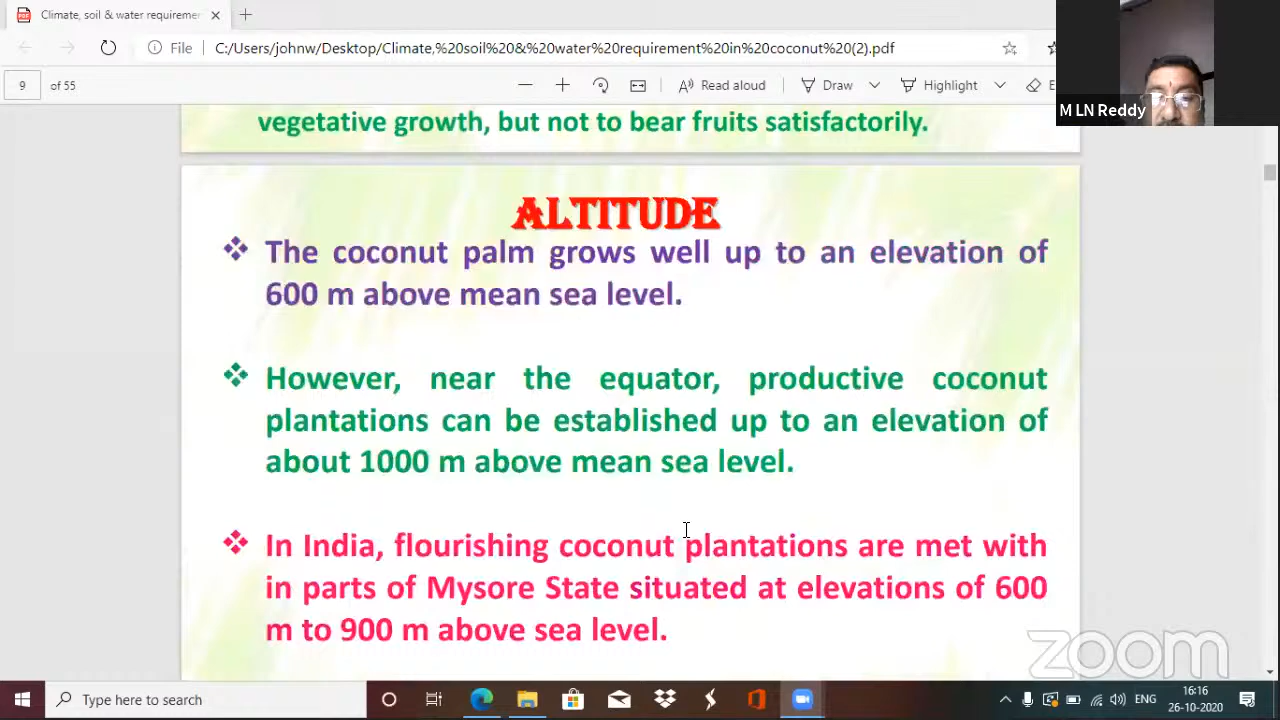 Climate, soil & water requiremen
File
C:/Users/johnw/Desktop/Climate,%20soil%20&%20water%20requirement%20in%20coconut%20(2).pdf
9 of 55
Read aloud
Draw
Highlight
M LN Reddy
vegetative growth, but not to bear fruits satisfactorily.
ALTITUDE
The coconut palm grows well up to an elevation of
600 m above mean sea level.
However, near the equator, productive coconut
plantations can be established up to an elevation of
about 1000 m above mean sea level.
In India, flourishing coconut plantations are met with
in parts of Mysore State situated at elevations of 600
m to 900 m above sea level.
zoom
Type here to search
ENG
16:16
26-10-2020